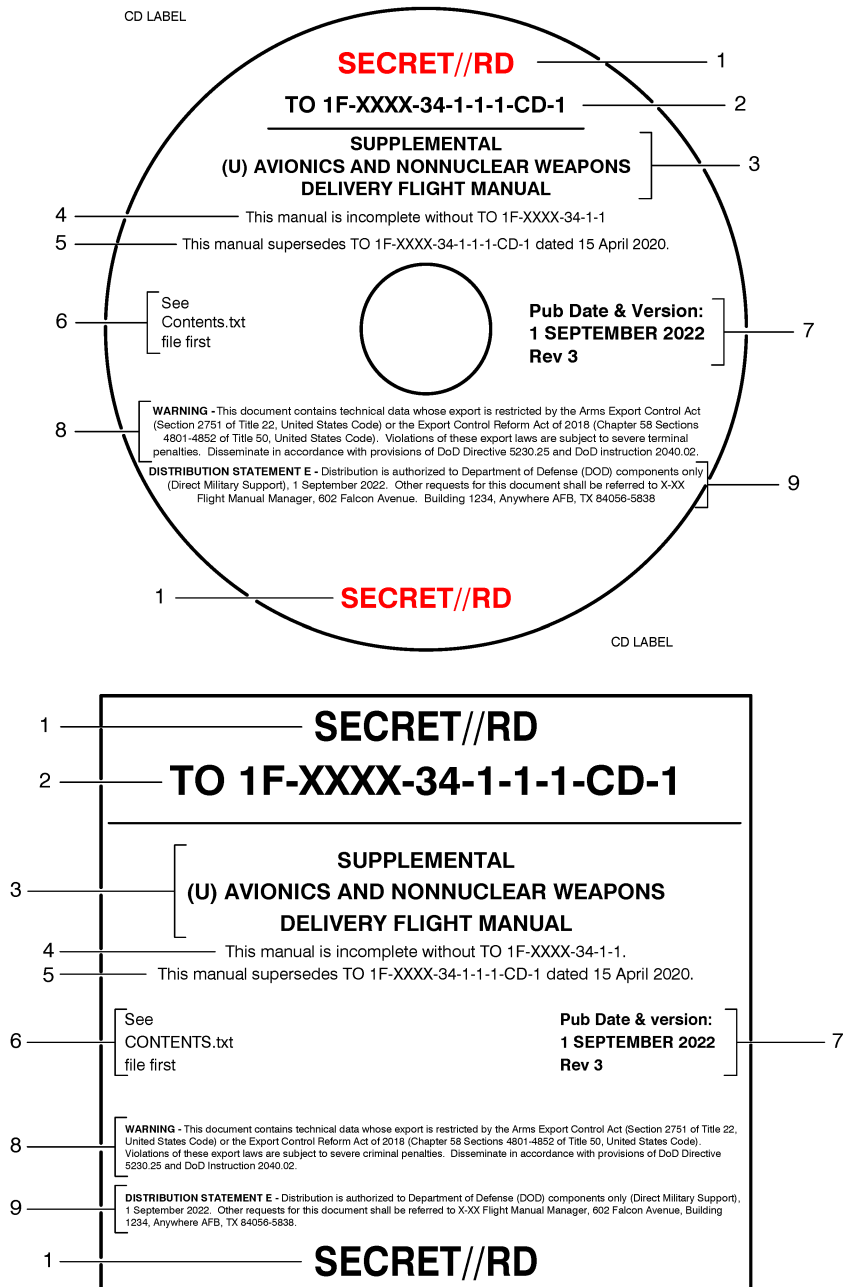 CD LABEL
SECRET//RD
1
TO 1F-XXXX-34-1-1-1-CD-1
2
SUPPLEMENTAL
(U) AVIONICS AND NONNUCLEAR WEAPONS
DELIVERY FLIGHT MANUAL
3
4
This manual is incomplete without TO 1F-XXXX-34-1-1
5
This manual supersedes TO 1F-XXXX-34-1-1-1-CD-1 dated 15 April 2020.
6
See
Contents.txt
file first
Pub Date & Version:
1 SEPTEMBER 2022
Rev 3
7
8
WARNING - This document contains technical data whose export is restricted by the Arms Export Control Act
(Section 2751 of Title 22, United States Code) or the Export Control Reform Act of 2018 (Chapter 58 Sections
4801-4852 of Title 50, United States Code). Violations of these export laws are subject to severe terminal
penalties. Disseminate in accordance with provisions of DoD Directive 5230.25 and DoD instruction 2040.02.
DISTRIBUTION STATEMENT E - Distribution is authorized to Department of Defense (DOD) components only
(Direct Military Support), 1 September 2022. Other requests for this document shall be referred to X-XX
Flight Manual Manager, 602 Falcon Avenue. Building 1234, Anywhere AFB, TX 84056-5838
9
1
SECRET//RD
CD LABEL
1
SECRET//RD
2
TO 1F-XXXX-34-1-1-1-CD-1
3
SUPPLEMENTAL
(U) AVIONICS AND NONNUCLEAR WEAPONS
DELIVERY FLIGHT MANUAL
4
This manual is incomplete without TO 1F-XXXX-34-1-1.
5
This manual supersedes TO 1F-XXXX-34-1-1-1-CD-1 dated 15 April 2020.
6
See
CONTENTS.txt
file first
Pub Date & version:
1 SEPTEMBER 2022
Rev 3
7
8
WARNING - This document contains technical data whose export is restricted by the Arms Export Control Act (Section 2751 of Title 22,
United States Code) or the Export Control Reform Act of 2018 (Chapter 58 Sections 4801-4852 of Title 50, United States Code).
Violations of these export laws are subject to severe criminal penalties. Disseminate in accordance with provisions of DoD Directive
5230.25 and DoD Instruction 2040.02.
9
DISTRIBUTION STATEMENT E - Distribution is authorized to Department of Defense (DOD) components only (Direct Military Support),
1 September 2022. Other requests for this document shall be referred to X-XX Flight Manual Manager, 602 Falcon Avenue, Building
1234, Anywhere AFB, TX 84056-5838.
1
SECRET//RD